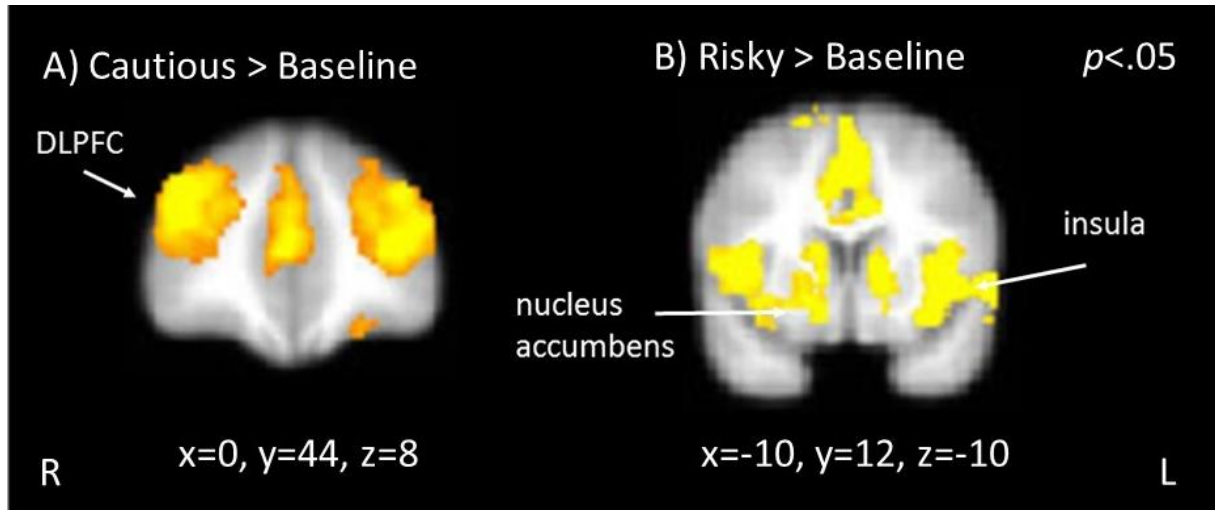 A) Cautious > Baseline
DLPFC
x=0, y=44, z=8
R
B) Risky > Baseline
p<.05
insula
nucleus
accumbens
x=-10, y=12, z=-10
L